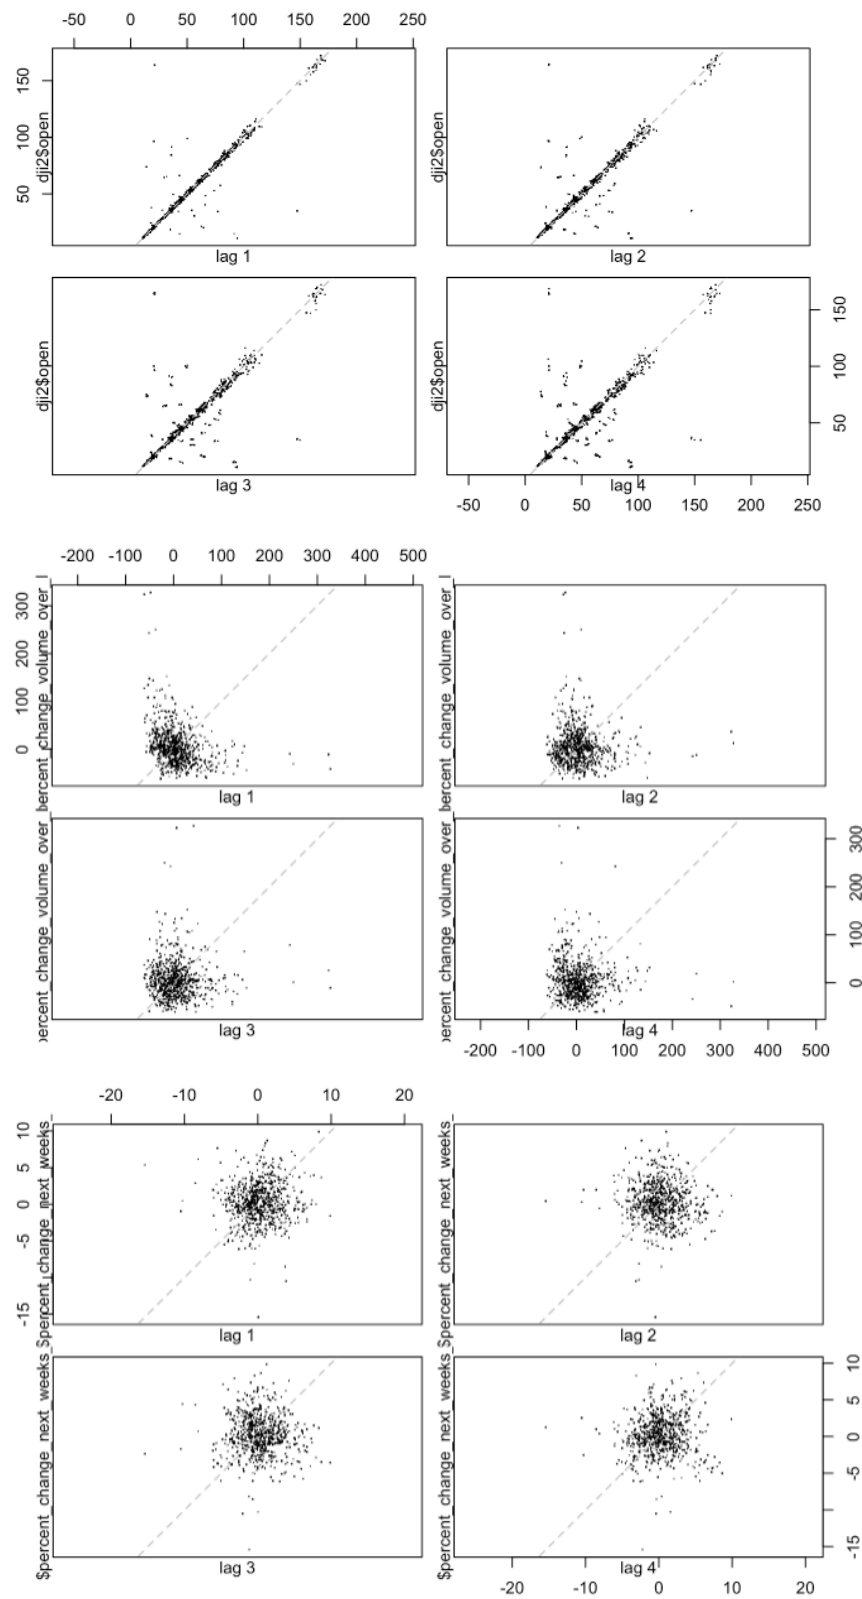 -50 0 50 100 150 200 250
50 100 150
dji2$open
lag 1
dji2$open
lag 2
dji2$open
lag 3
dji2$open
lag 4
50 100 150
-50 0 50 100 150 200 250
-200 -100 0 100 200 300 400 500
0 100 200 300
percent_change_volume_over_l
lag 1
percent_change_volume_over_l
lag 2
percent_change_volume_over_l
lag 3
percent_change_volume_over_l
lag 4
0 100 200 300
-200 -100 0 100 200 300 400 500
-20 -10 0 10 20
-15 -5 0 5 10
$percent_change_next_weeks_
lag 1
$percent_change_next_weeks_
lag 2
$percent_change_next_weeks_
lag 3
$percent_change_next_weeks_
lag 4
-15 -5 0 5 10
-20 -10 0 10 20